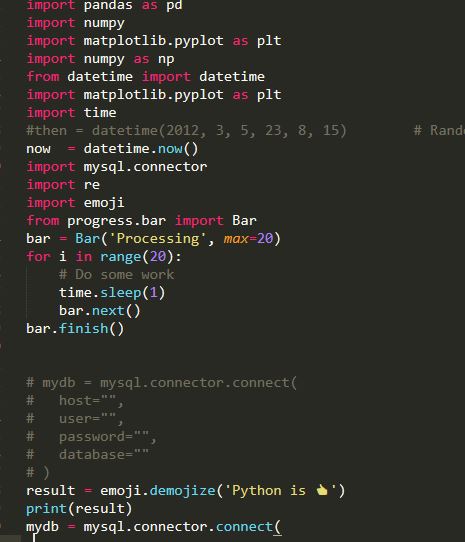 import pandas as pd
import numpy
import matplotlib.pyplot as plt
import numpy as np
from datetime import datetime
import matplotlib.pyplot as plt
import time
#then = datetime(2012, 3, 5, 23, 8, 15)        # Rand
now  = datetime.now()
import mysql.connector
import re
import emoji
from progress.bar import Bar
bar = Bar('Processing', max=20)
for i in range(20):
    # Do some work
    time.sleep(1)
    bar.next()
bar.finish()
# mydb = mysql.connector.connect(
#   host="",
#   user="",
#   password="",
#   database=""
# )
result = emoji.demojize('Python is 👍')
print(result)
mydb = mysql.connector.connect(